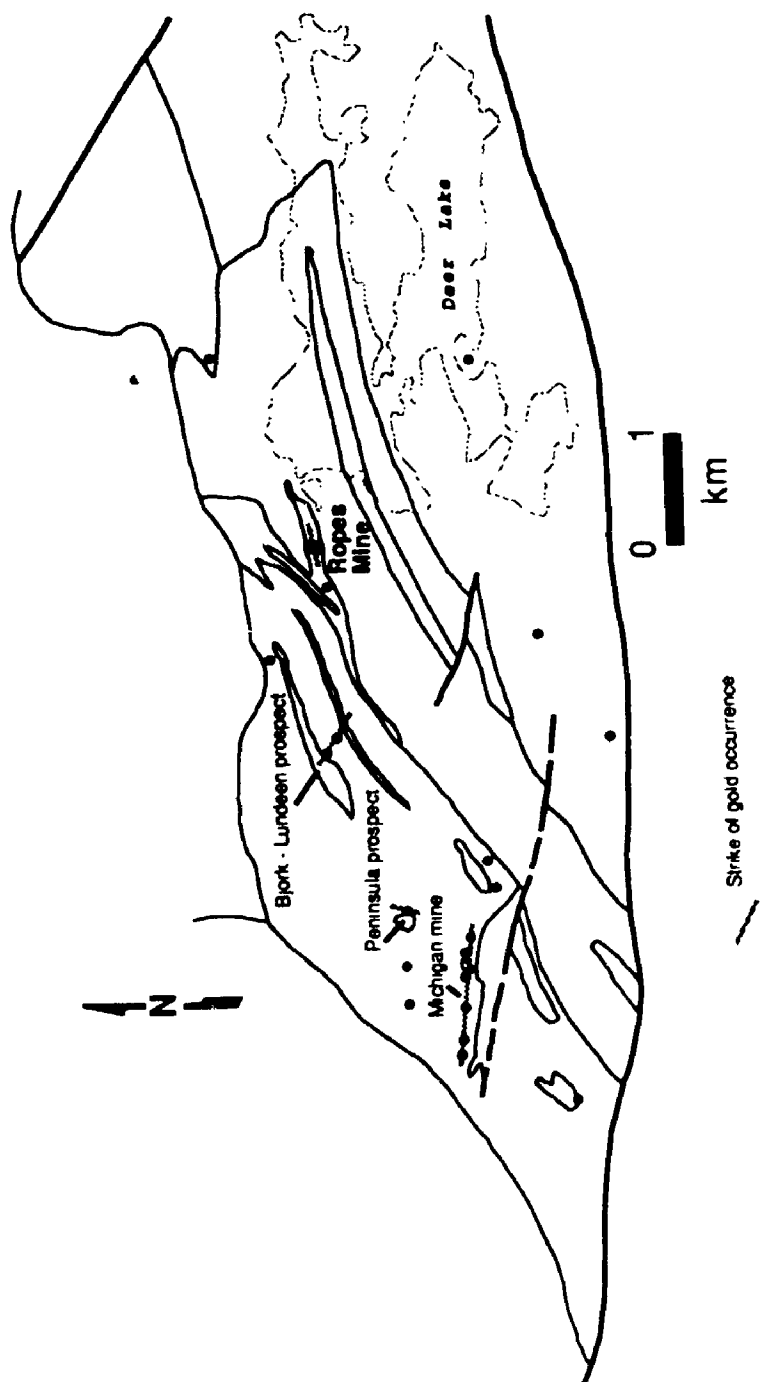 N
Bjork - Lundeen prospect
Peninsula prospect
Michigan mine
Ropes
Mine
Deer Lake
0 1
km
Strike of gold occurrence